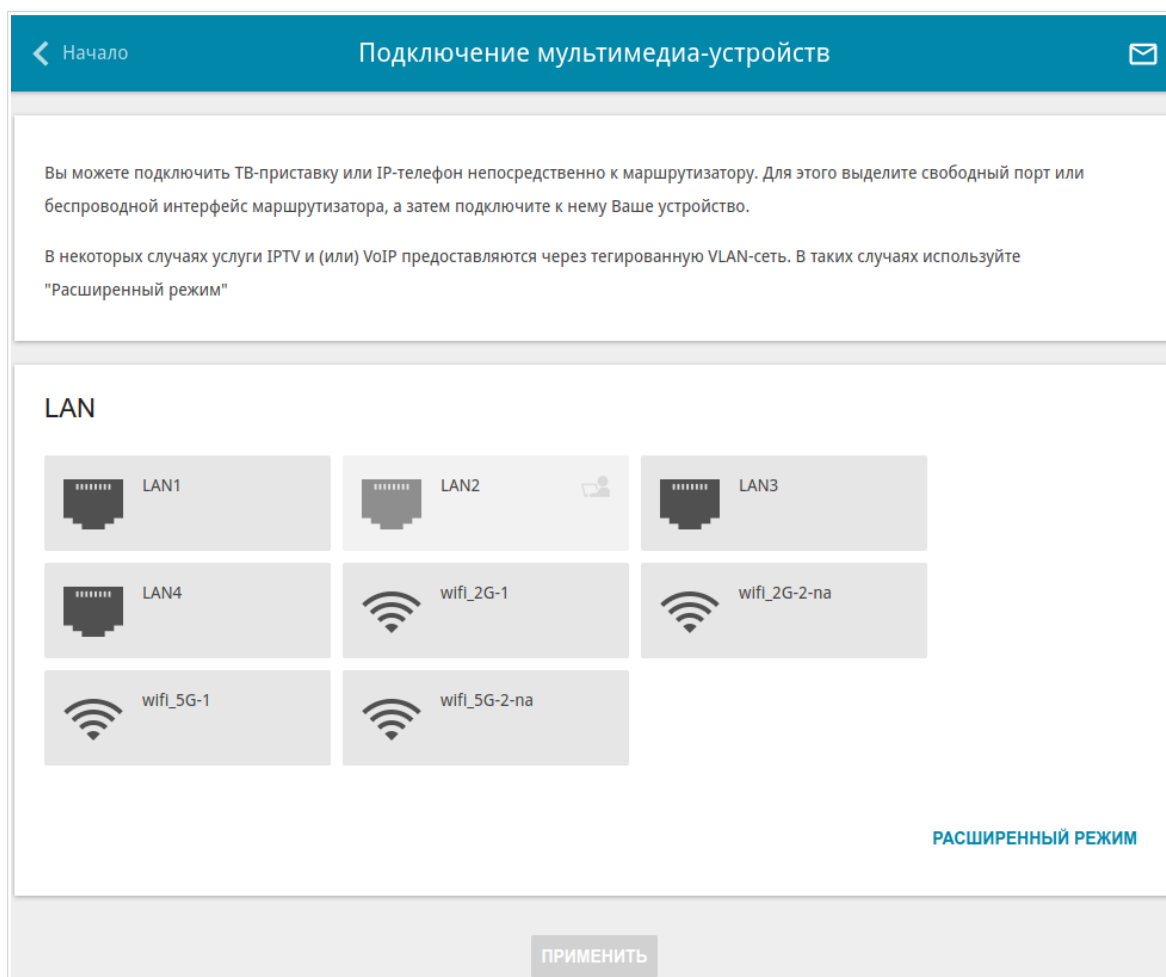 Начало
Подключение мультимедиа-устройств
Вы можете подключить ТВ-приставку или IP-телефон непосредственно к маршрутизатору. Для этого выделите свободный порт или
беспроводной интерфейс маршрутизатора, а затем подключите к нему Ваше устройство.
В некоторых случаях услуги IPTV и (или) VoIP предоставляются через тегированную VLAN-сеть. В таких случаях используйте
"Расширенный режим"
LAN
LAN1
LAN2
LAN3
LAN4
wifi_2G-1
wifi_2G-2-na
wifi_5G-1
wifi_5G-2-na
РАСШИРЕННЫЙ РЕЖИМ
ПРИМЕНИТЬ